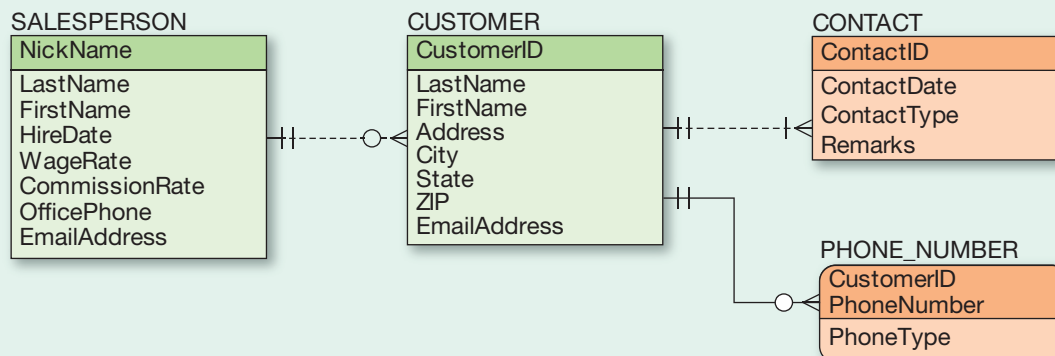 SALESPERSON
NickName
LastName
FirstName
HireDate
WageRate
CommissionRate
OfficePhone
EmailAddress
CUSTOMER
CustomerID
LastName
FirstName
Address
City
State
ZIP
EmailAddress
CONTACT
ContactID
ContactDate
ContactType
Remarks
PHONE_NUMBER
CustomerID
PhoneNumber
PhoneType